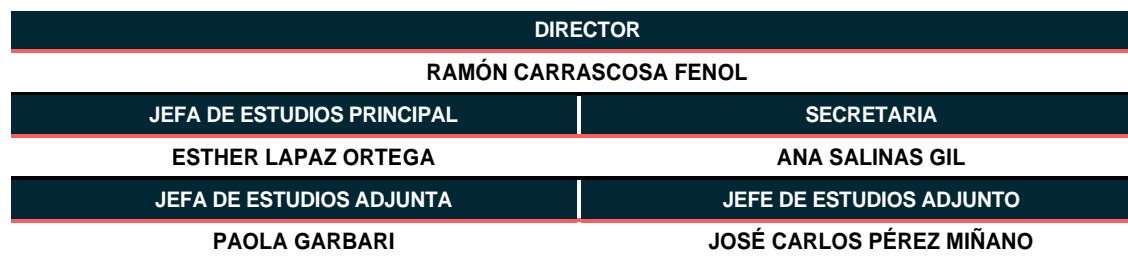 DIRECTOR
RAMÓN CARRASCOSA FENOL
JEFA DE ESTUDIOS PRINCIPAL SECRETARIA
ESTHER LAPAZ ORTEGA ANA SALINAS GIL
JEFA DE ESTUDIOS ADJUNTA JEFE DE ESTUDIOS ADJUNTO
PAOLA GARBARI JOSÉ CARLOS PÉREZ MIÑANO